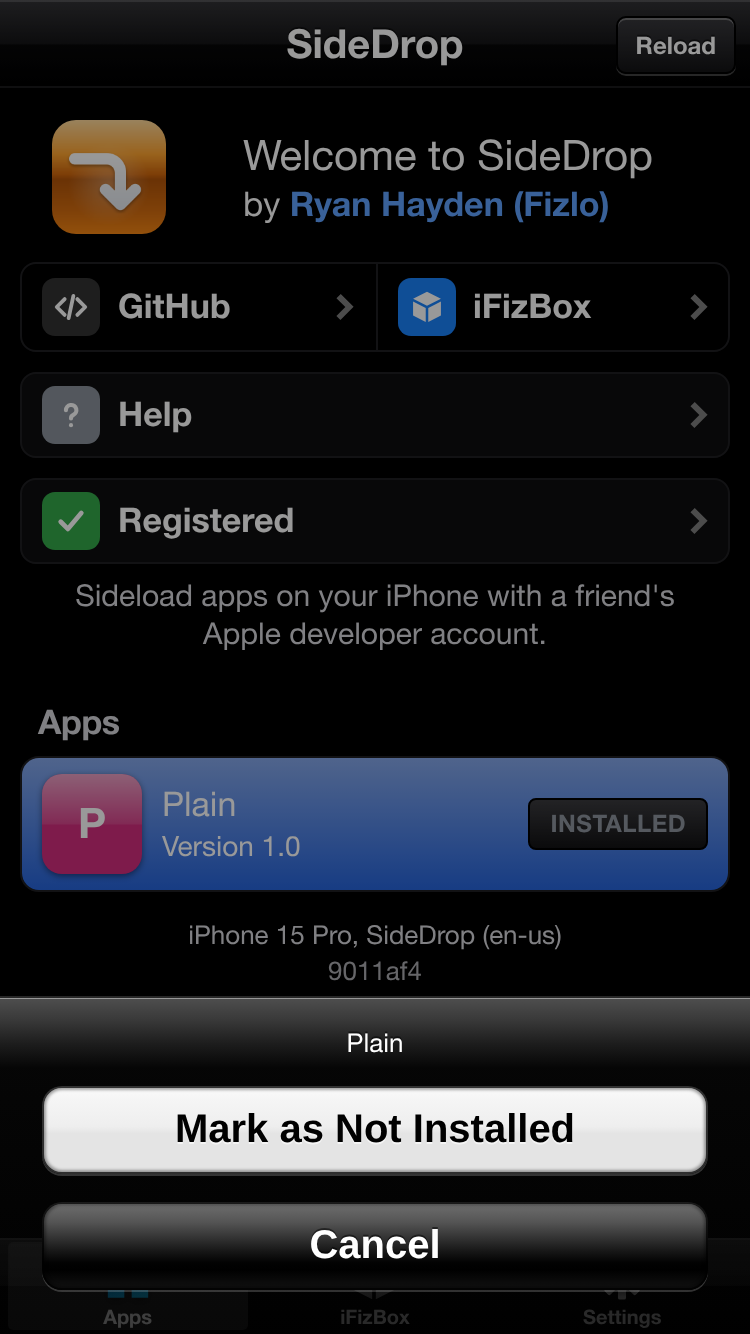 SideDrop
Reload
Welcome to SideDrop
by Ryan Hayden (Fizlo)
GitHub
iFizBox
?
Help
Registered
Sideload apps on your iPhone with a friend's
Apple developer account.
Apps
P
Plain
Version 1.0
INSTALLED
iPhone 15 Pro, SideDrop (en-us)
9011af4
Plain
Mark as Not Installed
Cancel
Apps
iFizBox
Settings